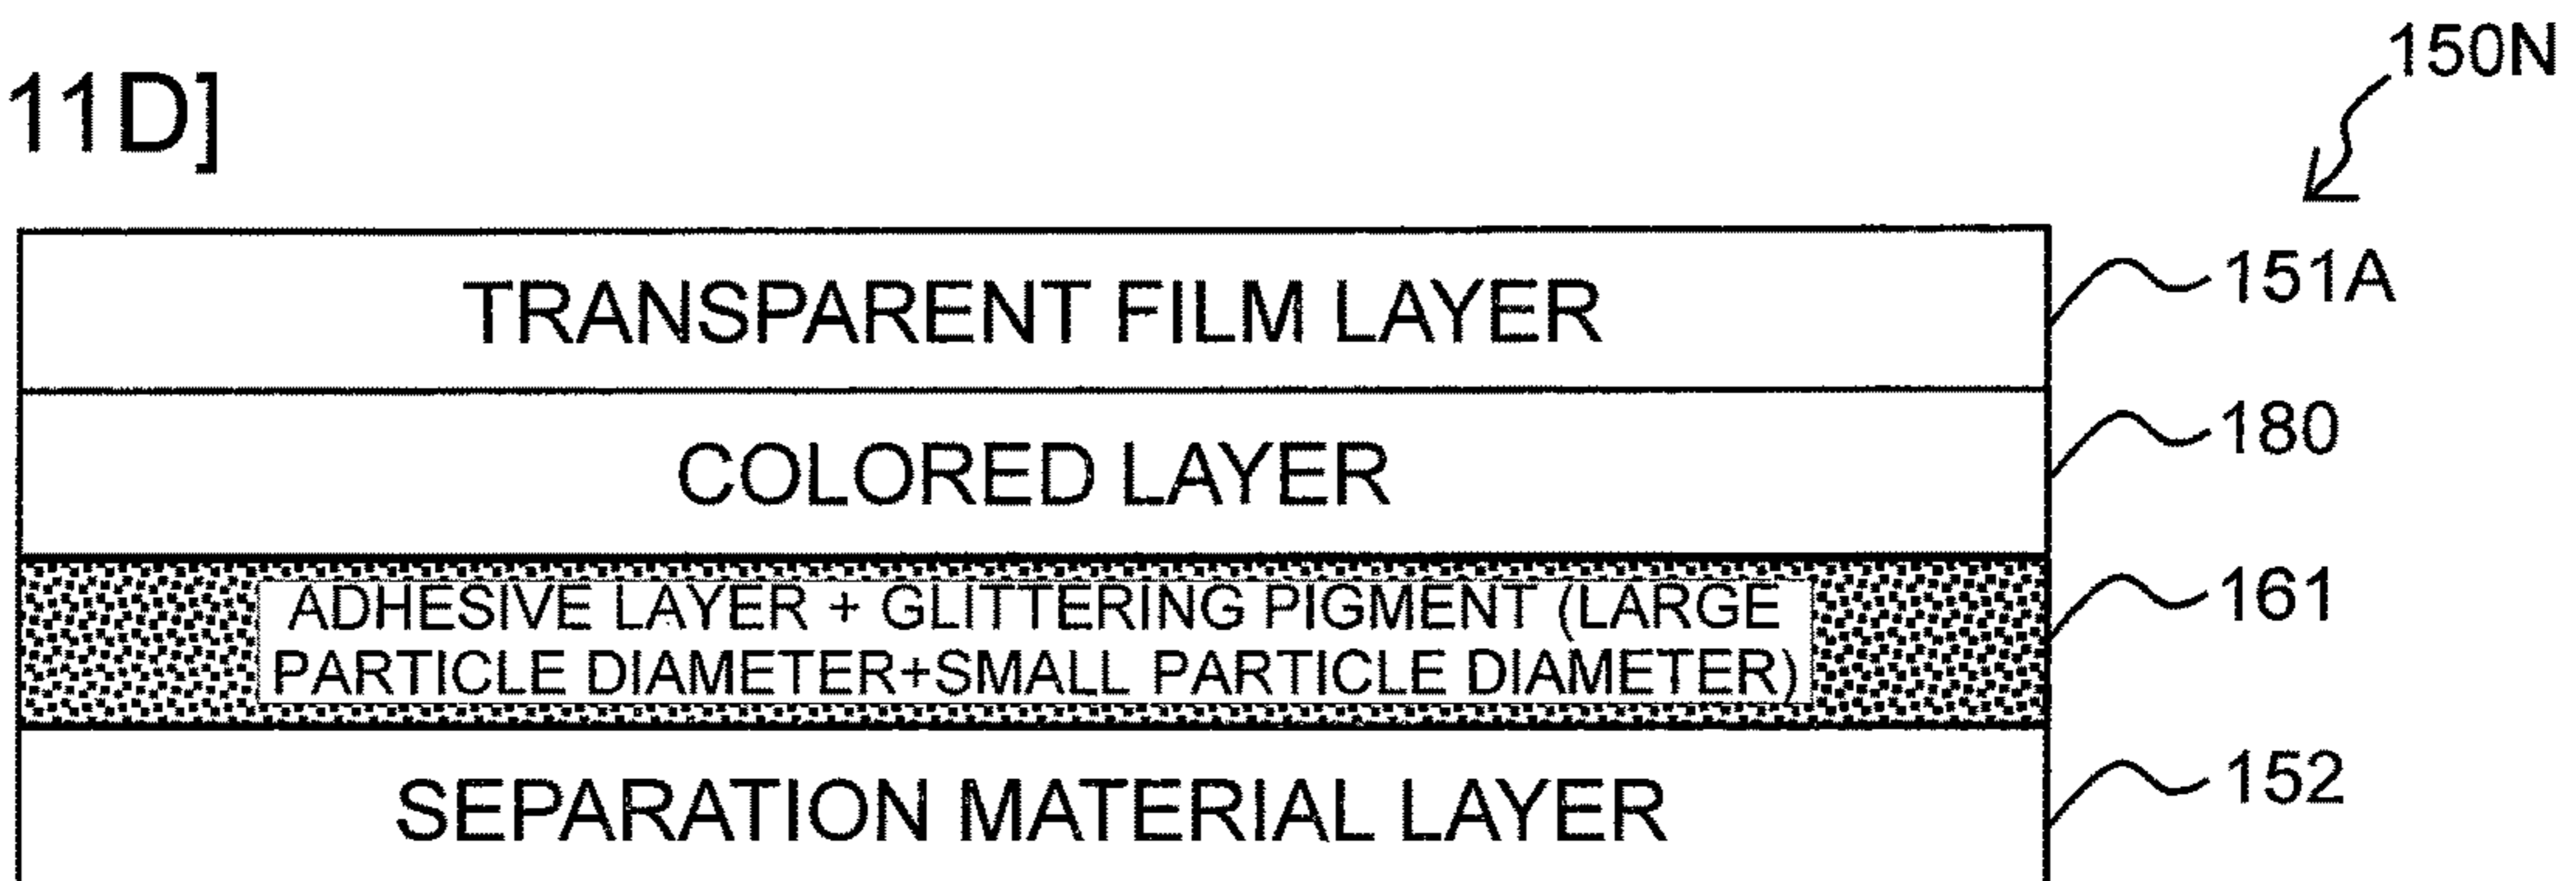 11D]
150N
TRANSPARENT FILM LAYER
151A
COLORED LAYER
180
ADHESIVE LAYER + GLITTERING PIGMENT (LARGE
PARTICLE DIAMETER+SMALL PARTICLE DIAMETER)
161
SEPARATION MATERIAL LAYER
152